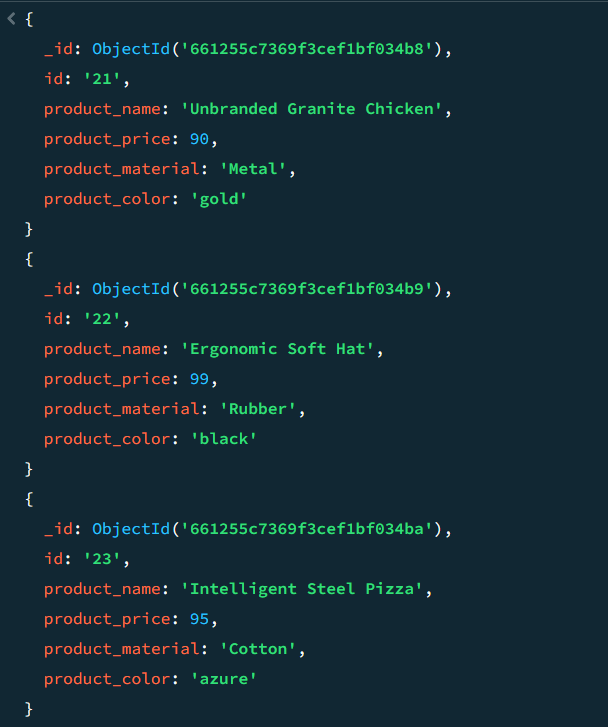 {
_id: ObjectId('661255c7369f3cef1bf034b8'),
id: '21',
product_name: 'Unbranded Granite Chicken',
product_price: 90,
product_material: 'Metal',
product_color: 'gold'
}
{
_id: ObjectId('661255c7369f3cef1bf034b9'),
id: '22',
product_name: 'Ergonomic Soft Hat',
product_price: 99,
product_material: 'Rubber',
product_color: 'black'
}
{
_id: ObjectId('661255c7369f3cef1bf034ba'),
id: '23',
product_name: 'Intelligent Steel Pizza',
product_price: 95,
product_material: 'Cotton',
product_color: 'azure'
}